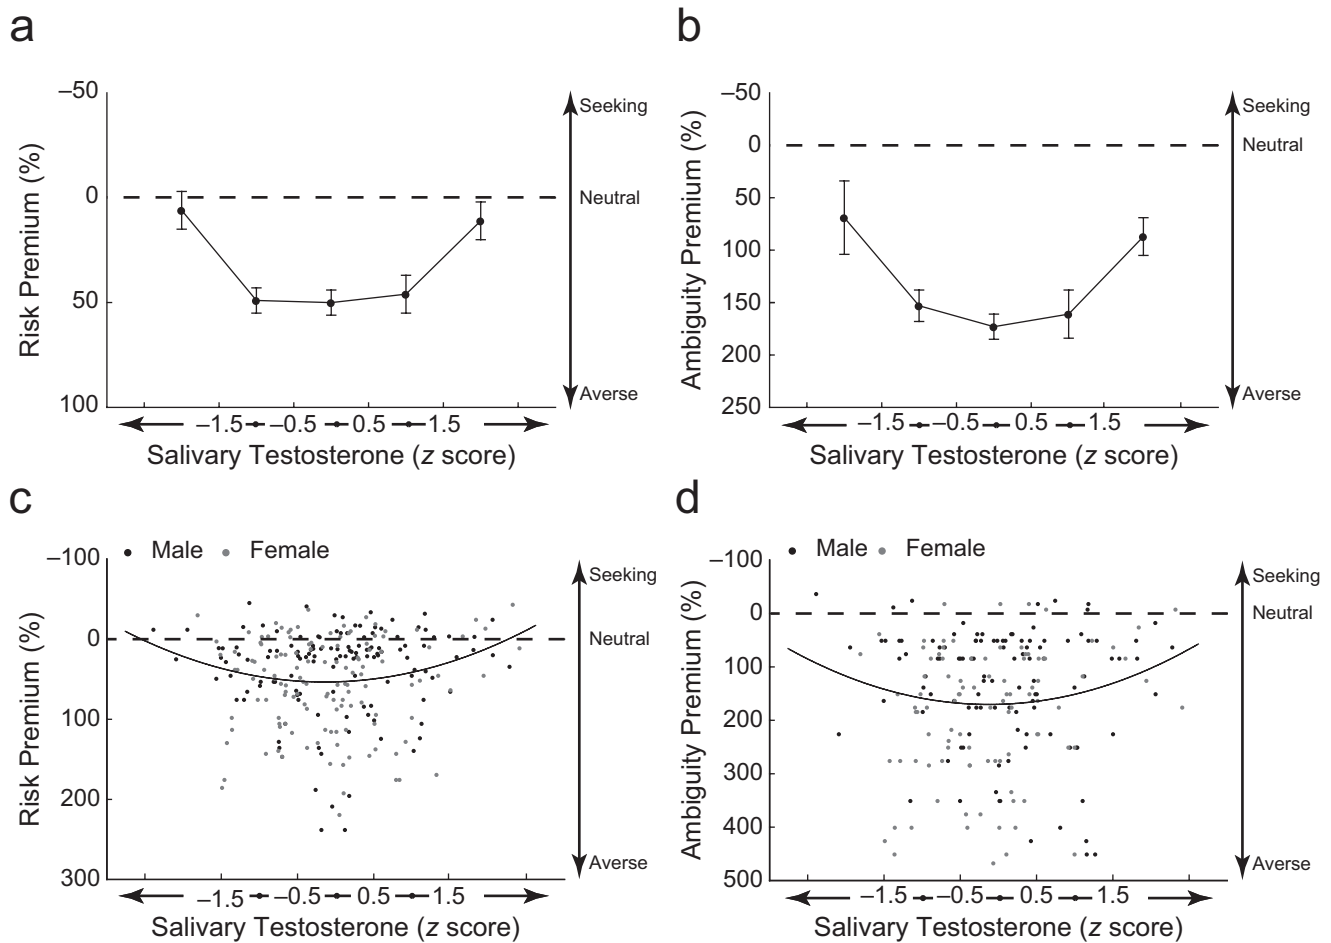 a
–50
0
50
100
Risk Premium (%)
Seeking
Neutral
Averse
–1.5 –0.5 0.5 1.5
Salivary Testosterone (z score)
b
–50
0
50
100
150
200
250
Ambiguity Premium (%)
Seeking
Neutral
Averse
–1.5 –0.5 0.5 1.5
Salivary Testosterone (z score)
c
Male Female
–100
0
100
200
300
Risk Premium (%)
Seeking
Neutral
Averse
–1.5 –0.5 0.5 1.5
Salivary Testosterone (z score)
d
Male Female
–100
0
100
200
300
400
500
Ambiguity Premium (%)
Seeking
Neutral
Averse
–1.5 –0.5 0.5 1.5
Salivary Testosterone (z score)